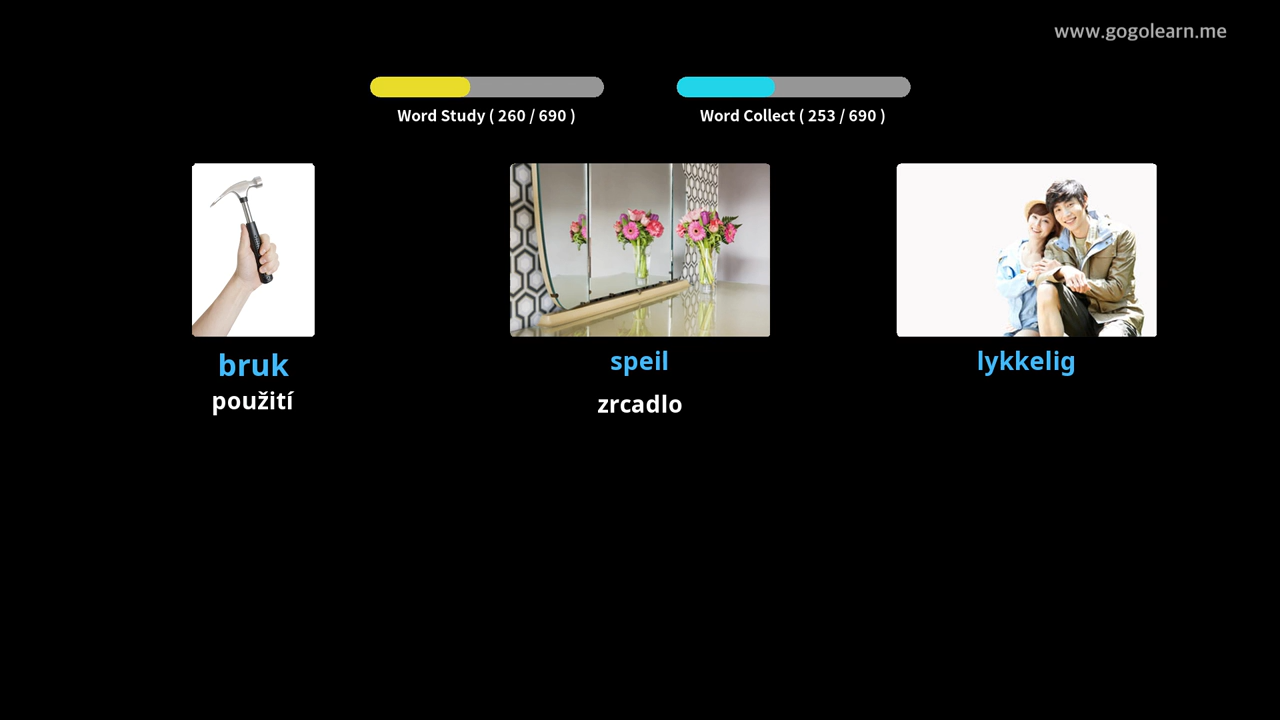 www.gogolearn.me
Word Study ( 260 / 690 )
Word Collect ( 253 / 690 )
bruk
použití
speil
zrcadlo
lykkelig